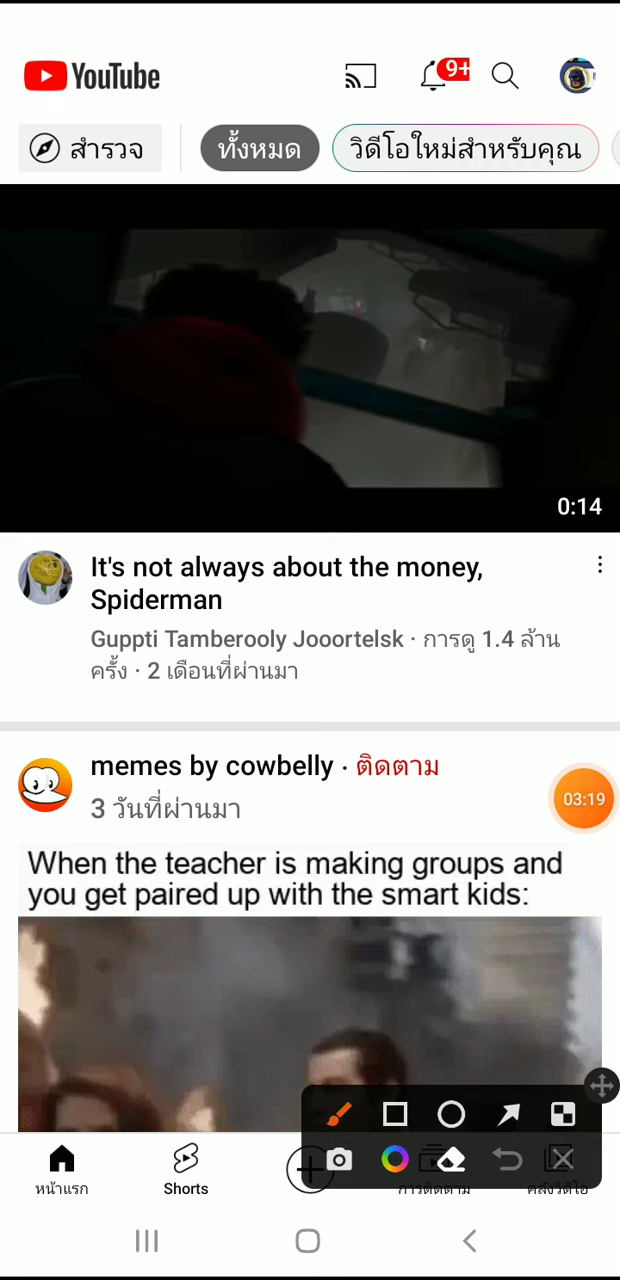 YouTube
9+
สำรวจ
ทั้งหมด
วิดีโอใหม่สำหรับคุณ
0:14
It's not always about the money,
Spiderman
Guppti Tamberooly Jooortelsk · การดู 1.4 ล้าน
ครั้ง · 2 เดือนที่ผ่านมา
memes by cowbelly · ติดตาม
3 วันที่ผ่านมา
03:19
When the teacher is making groups and
you get paired up with the smart kids:
หน้าแรก
Shorts
การติดตาม
คลังวิดีโอ